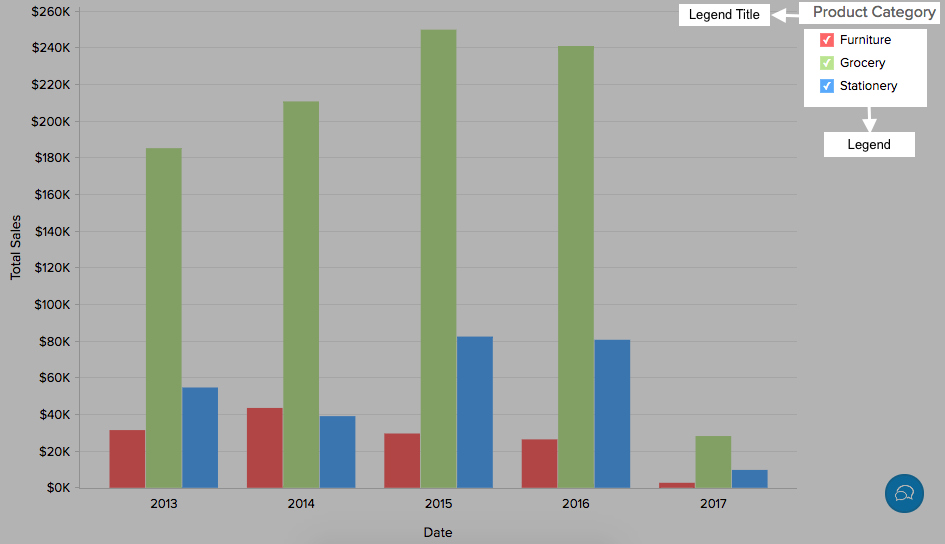 Legend Title
Product Category
Furniture
Grocery
Stationery
Legend
Total Sales
$260K
$240K
$220K
$200K
$180K
$160K
$140K
$120K
$100K
$80K
$60K
$40K
$20K
$0K
2013 2014 2015 2016 2017
Date